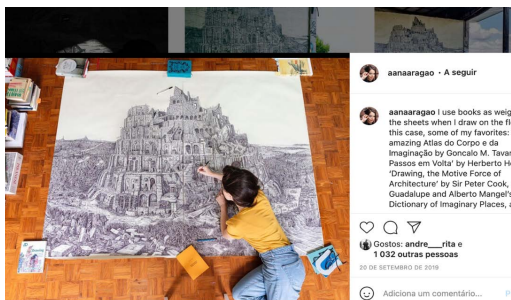 aanaaragao • A seguir
aanaaragao I use books as weig
the sheets when I draw on the fl
this case, some of my favorites:
amazing Atlas do Corpo e da
Imaginação by Goncalo M. Tavar
Passos em Volta' by Herberto He
'Drawing, the Motive Force of
Architecture' by Sir Peter Cook,
Guadalupe and Alberto Mangel's
Dictionary of Imaginary Places, a
Gostos: andre___rita e
1 032 outras pessoas
20 DE SETEMBRO DE 2019
Adiciona um comentário...